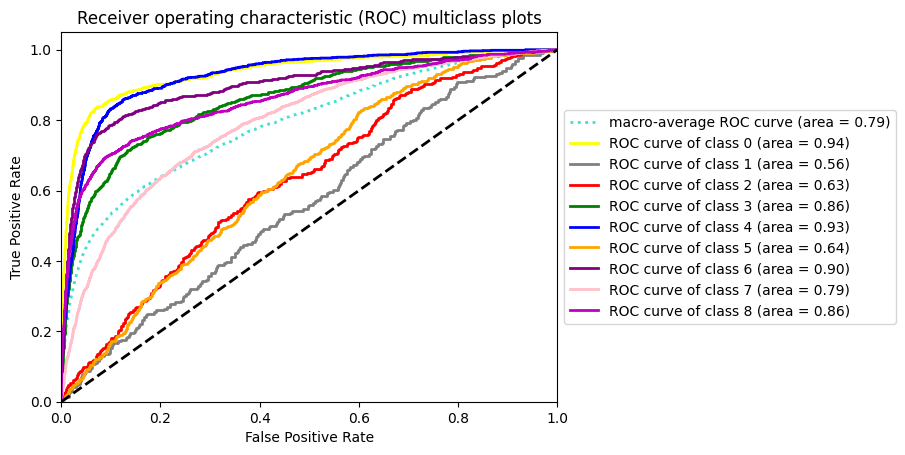 Receiver operating characteristic (ROC) multiclass plots
True Positive Rate
1.0
0.8
0.6
0.4
0.2
0.0
0.0
0.2
0.4
0.6
0.8
1.0
False Positive Rate
macro-average ROC curve (area = 0.79)
ROC curve of class 0 (area = 0.94)
ROC curve of class 1 (area = 0.56)
ROC curve of class 2 (area = 0.63)
ROC curve of class 3 (area = 0.86)
ROC curve of class 4 (area = 0.93)
ROC curve of class 5 (area = 0.64)
ROC curve of class 6 (area = 0.90)
ROC curve of class 7 (area = 0.79)
ROC curve of class 8 (area = 0.86)